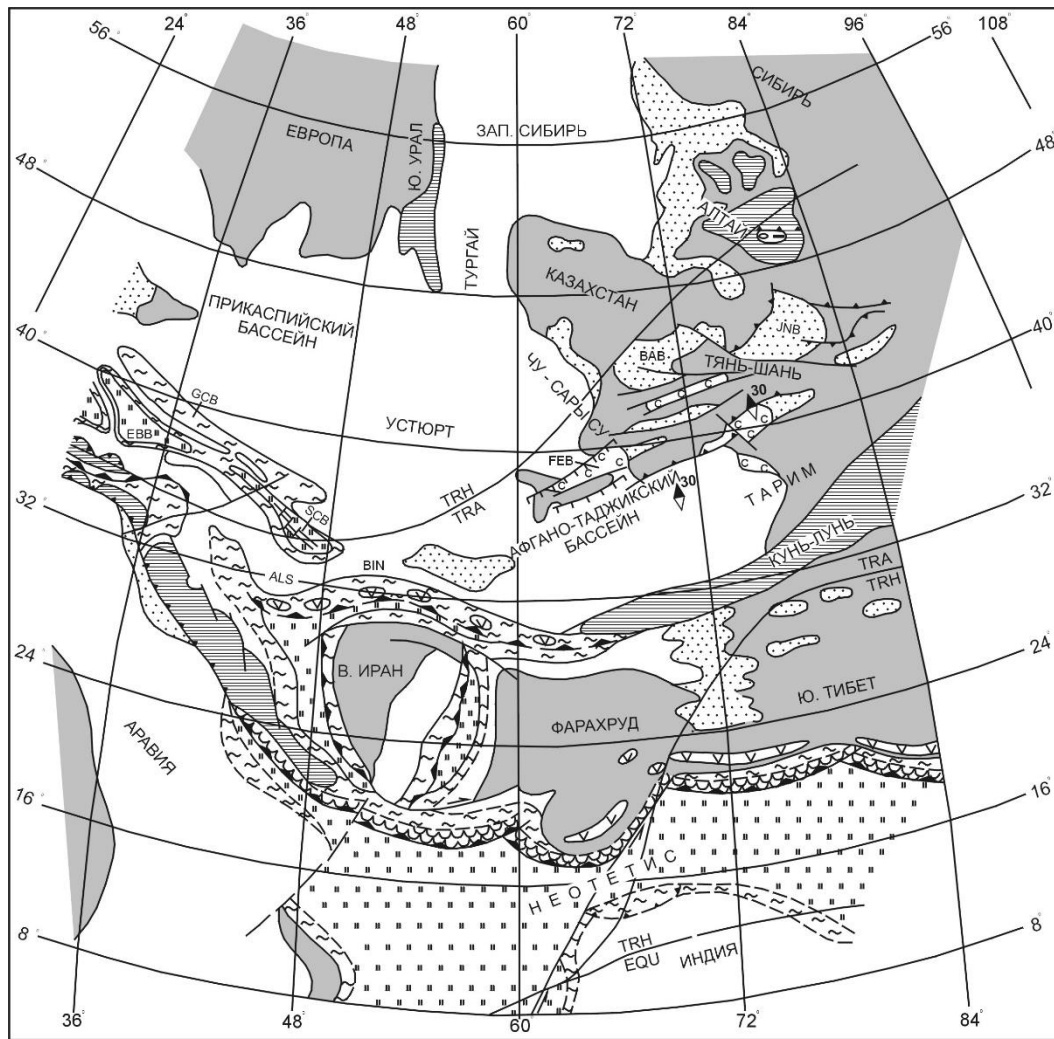 24° 36° 48° 60° 72° 84° 96° 108°
56° 56°
СИБИРЬ
ЕВРОПА
Ю. УРАЛ
ЗАП. СИБИРЬ
48° 48°
АЛТАЙ
ТУРГАЙ
КАЗАХСТАН
ПРИКАСПИЙСКИЙ
БАССЕЙН
JNB
40° 40°
BAB
ТЯНЬ-ШАНЬ
ЧУ - САРЫСУ
GCB
30
EBB
УСТЮРТ
FEB
ТАРИМ
30
32° 32°
SCB
TRH
TRA
АФГАНО-ТАДЖИКСКИЙ
БАССЕЙН
КУНЬ-ЛУНЬ
ALS
BIN
TRA
TRH
24° 24°
В. ИРАН
Ю. ТИБЕТ
ФАРАХРУД
АРАВИЯ
16° 16°
НЕОТЕТИС
8° 8°
TRH
EQU
ИНДИЯ
36° 48° 60° 72° 84°